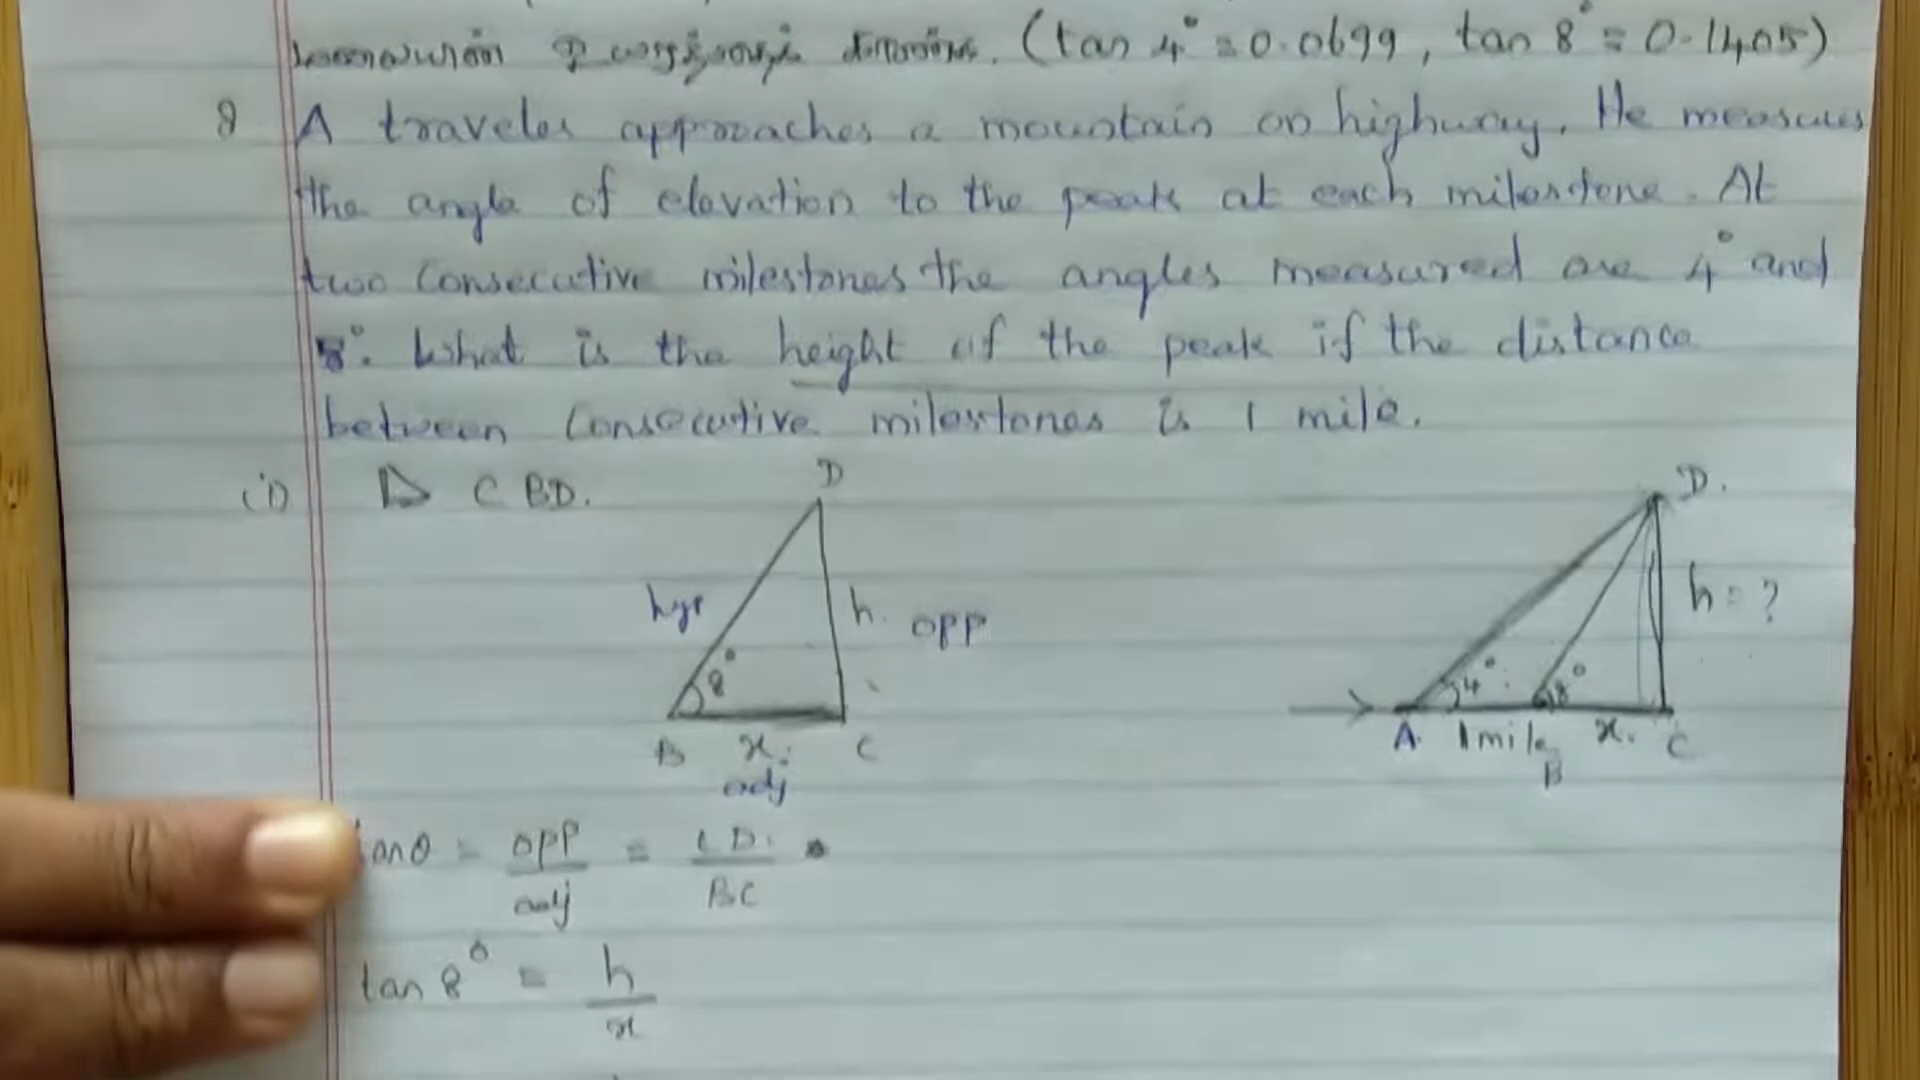 (tan 4° = 0.0699, tan 8° = 0.1405)
8 A traveler approaches a mountain on highway. He measures
the angle of elevation to the peak at each milestone. At
two consecutive milestones the angles measured are 4° and
8°. What is the height of the peak if the distance
between consecutive milestones is 1 mile.
(i) △ CBD.
D
hyp
h. opp
8°
B x. C
adj
D.
h = ?
4° 8°
A. 1 mile x. C
B
tan θ = opp/adj = CD/BC
tan 8° = h/x